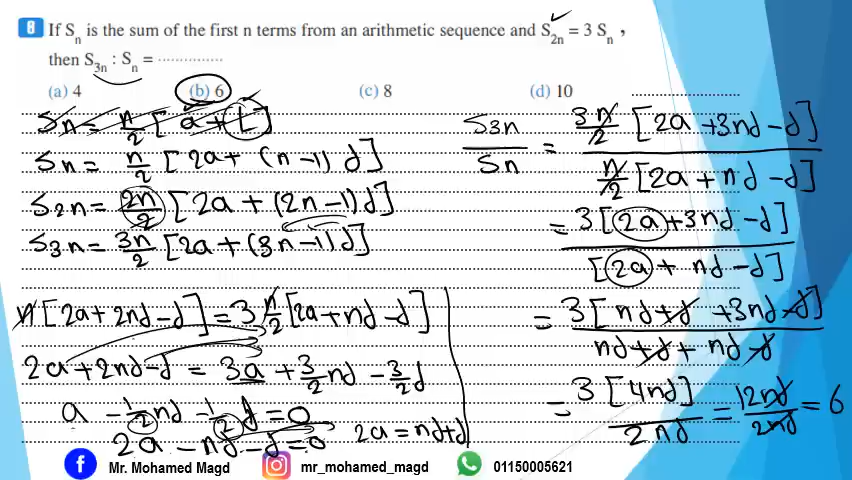 8 If Sn is the sum of the first n terms from an arithmetic sequence and S2n = 3 Sn ,
then S3n : Sn = ...............
(a) 4 (b) 6 (c) 8 (d) 10 ...............
Sn = n/2 [a + L]
Sn = n/2 [2a + (n-1) d]
S2n = 2n/2 [2a + (2n-1)d]
S3n = 3n/2 [2a + (3n-1)d]
n[2a + 2nd - d] = 3 n/2 [2a + nd - d]
2a + 2nd - d = 3a + 3/2 nd - 3/2 d
a - 1/2 nd - 1/2 d = 0
2a - nd - d = 0 2a = nd + d
S3n/Sn = 3n/2 [2a + 3nd - d] / n/2 [2a + nd - d]
= 3[2a + 3nd - d] / [2a + nd - d]
= 3[nd + d + 3nd - d] / nd + d + nd - d
= 3[4nd] / 2nd = 12nd / 2nd = 6
Mr. Mohamed Magd mr_mohamed_magd 01150005621